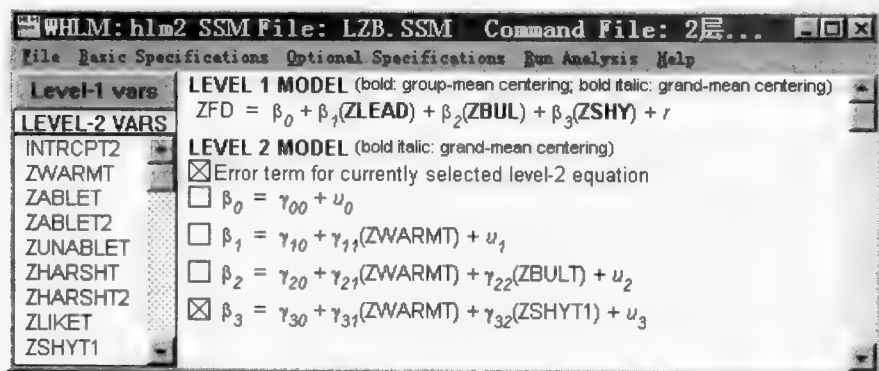 WHLM: hlm2 SSM File: LZB.SSM Command File: 2层...
File Basic Specifications Optional Specifications Run Analysis Help
Level-1 vars
LEVEL-2 VARS
INTRCPT2
ZWARMT
ZABLET
ZABLET2
ZUNABLET
ZHARSHT
ZHARSHT2
ZLIKET
ZSHYT1
LEVEL 1 MODEL (bold: group-mean centering; bold italic: grand-mean centering)
ZFD = β₀ + β₁(ZLEAD) + β₂(ZBUL) + β₃(ZSHY) + r
LEVEL 2 MODEL (bold italic: grand-mean centering)
Error term for currently selected level-2 equation
β₀ = γ₀₀ + u₀
β₁ = γ₁₀ + γ₁₁(ZWARMT) + u₁
β₂ = γ₂₀ + γ₂₁(ZWARMT) + γ₂₂(ZBULT) + u₂
β₃ = γ₃₀ + γ₃₁(ZWARMT) + γ₃₂(ZSHYT1) + u₃